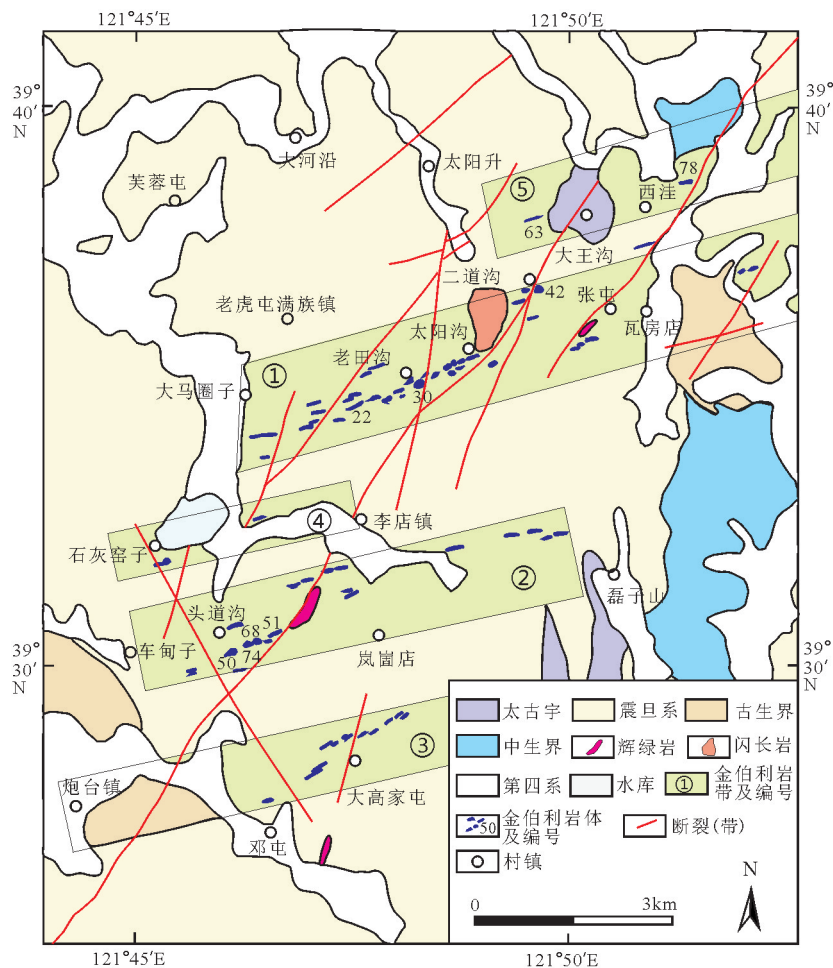 121°45′E
121°50′E
39°
40′
N
39°
40′
N
大河沿
太阳升
芙蓉屯
⑤
78
西洼
63
大王沟
二道沟
42
张屯
瓦房店
老虎屯满族镇
太阳沟
老田沟
①
大马圈子
30
22
④
李店镇
石灰窑子
②
磊子山
头道沟
51
68
车甸子
50
74
岚崮店
39°
30′
N
39°
30′
N
③
炮台镇
大高家屯
邓屯
太古宇
震旦系
古生界
中生界
辉绿岩
闪长岩
第四系
水库
①
金伯利岩
带及编号
50
金伯利岩体
及编号
断裂(带)
村镇
N
0
3km
121°45′E
121°50′E